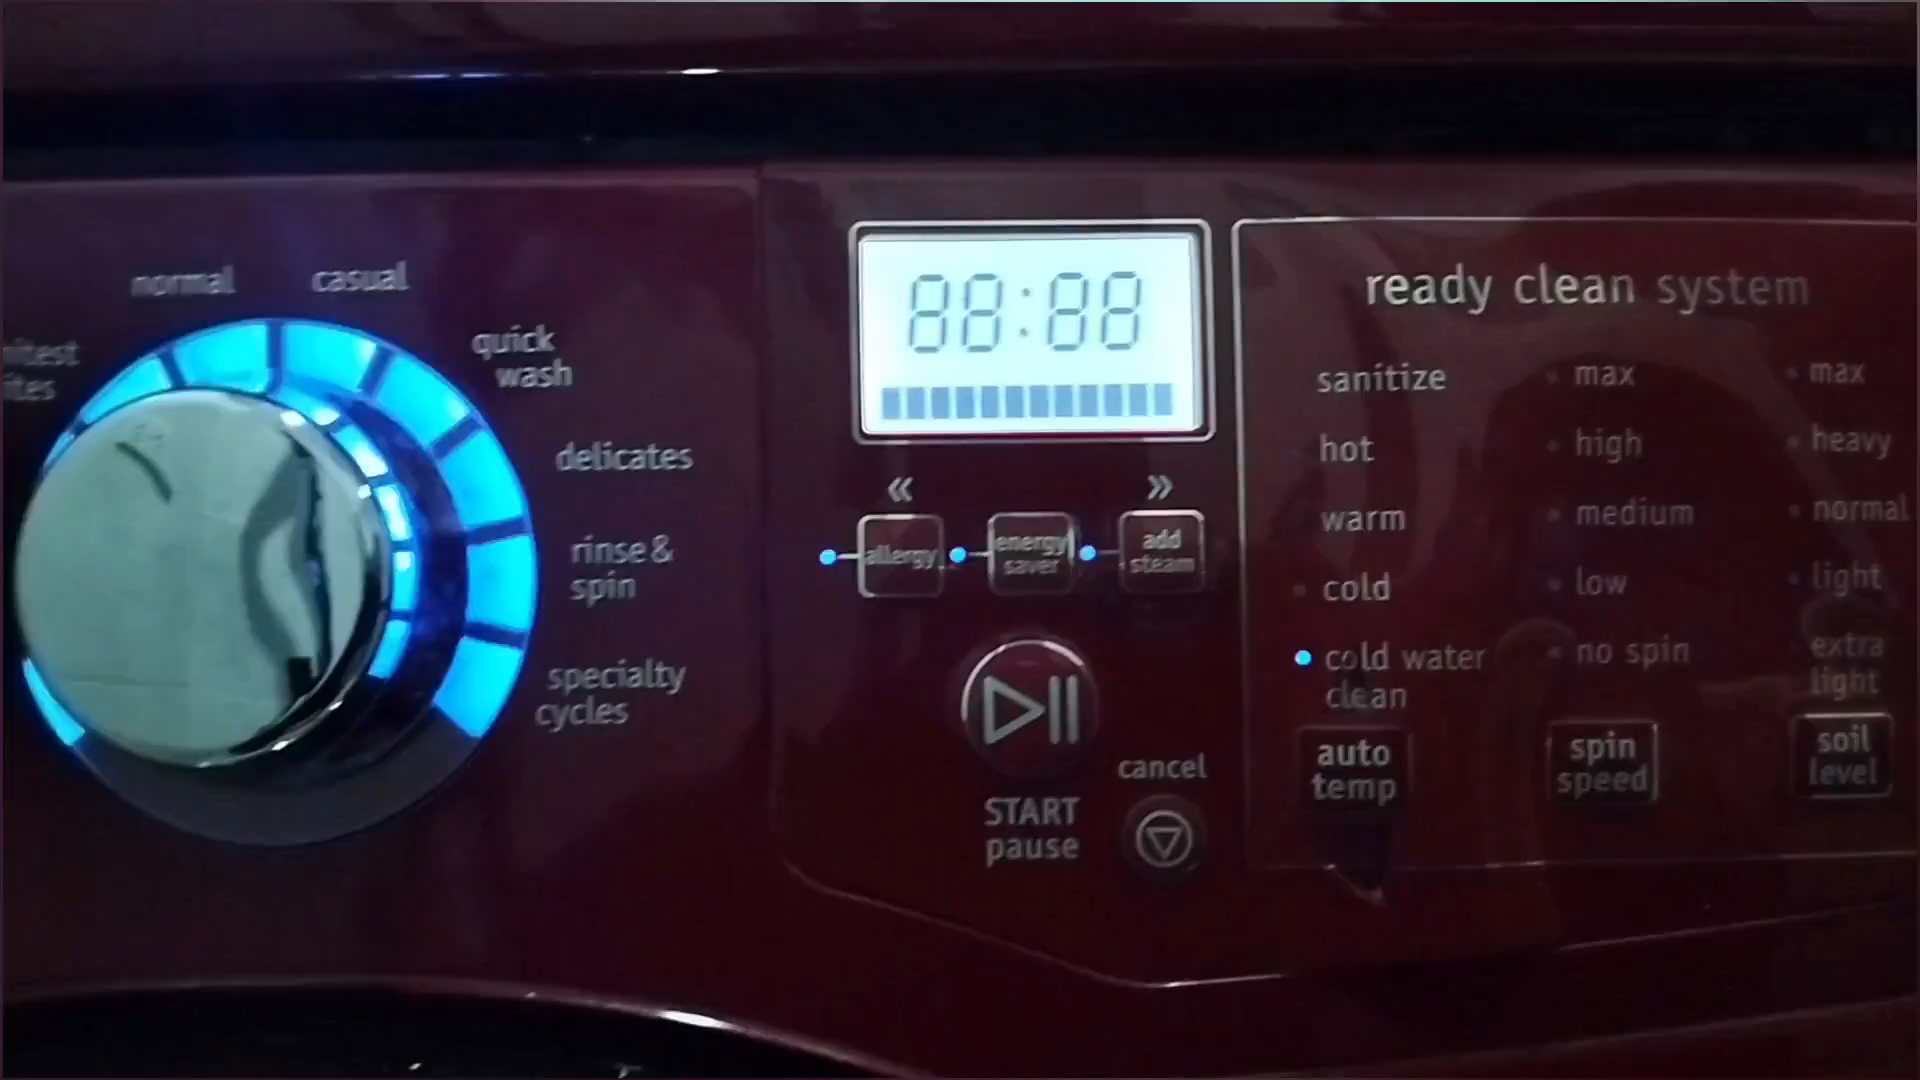 normal
casual
quick
wash
delicates
rinse &
spin
specialty
cycles
88:88
«
»
allergy
energy
saver
add
steam
START
pause
cancel
ready clean system
sanitize
hot
warm
cold
cold water
clean
auto
temp
max
high
medium
low
no spin
spin
speed
max
heavy
normal
light
extra
light
soil
level